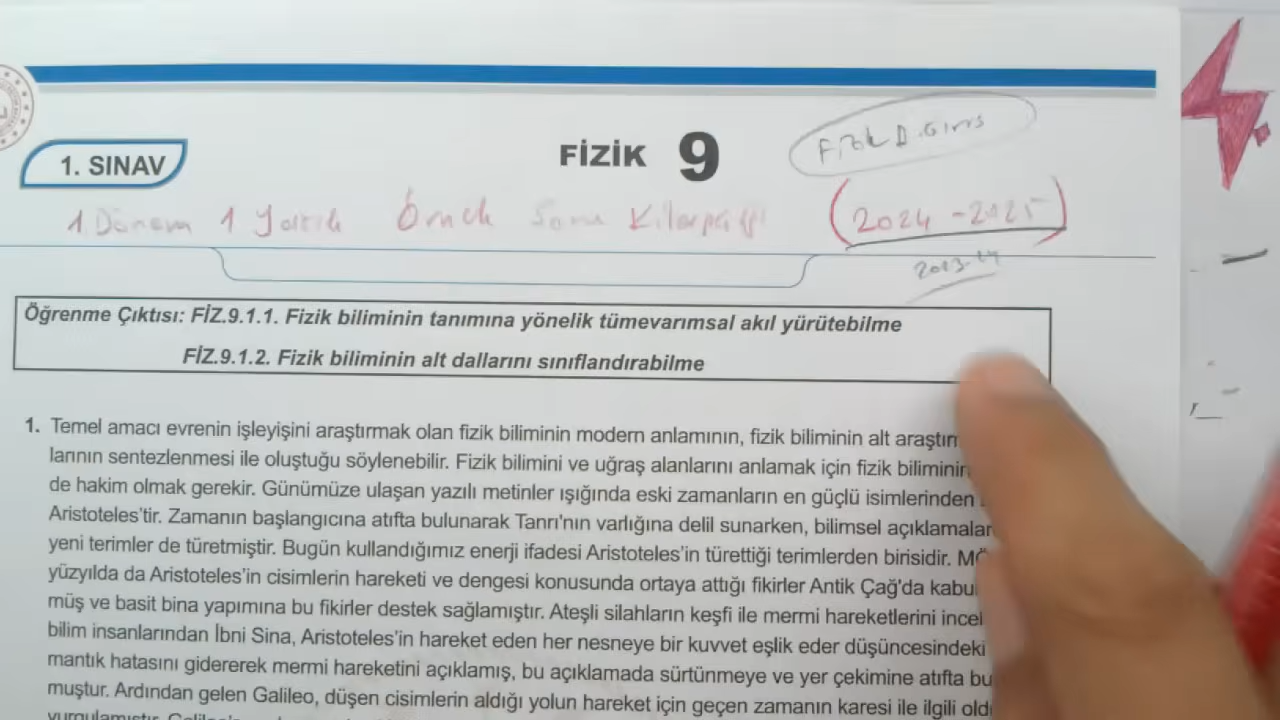 FİZİK 9
Fizik B. Giriş
1. SINAV
1. Dönem 1 Yazılı Örnek Soru Kitapçığı (2024-2025)
2013-14
Öğrenme Çıktısı: FİZ.9.1.1. Fizik biliminin tanımına yönelik tümevarımsal akıl yürütebilme
FİZ.9.1.2. Fizik biliminin alt dallarını sınıflandırabilme
1. Temel amacı evrenin işleyişini araştırmak olan fizik biliminin modern anlamının, fizik biliminin alt araştırm
larının sentezlenmesi ile oluştuğu söylenebilir. Fizik bilimini ve uğraş alanlarını anlamak için fizik biliminin
de hakim olmak gerekir. Günümüze ulaşan yazılı metinler ışığında eski zamanların en güçlü isimlerinden
Aristoteles'tir. Zamanın başlangıcına atıfta bulunarak Tanrı'nın varlığına delil sunarken, bilimsel açıklamalar
yeni terimler de türetmiştir. Bugün kullandığımız enerji ifadesi Aristoteles'in türettiği terimlerden birisidir. MÖ
yüzyılda da Aristoteles'in cisimlerin hareketi ve dengesi konusunda ortaya attığı fikirler Antik Çağ'da kabul
müş ve basit bina yapımına bu fikirler destek sağlamıştır. Ateşli silahların keşfi ile mermi hareketlerini incel
bilim insanlarından İbni Sina, Aristoteles'in hareket eden her nesneye bir kuvvet eşlik eder düşüncesindeki
mantık hatasını gidererek mermi hareketini açıklamış, bu açıklamada sürtünmeye ve yer çekimine atıfta bu
muştur. Ardından gelen Galileo, düşen cisimlerin aldığı yolun hareket için geçen zamanın karesi ile ilgili oldu